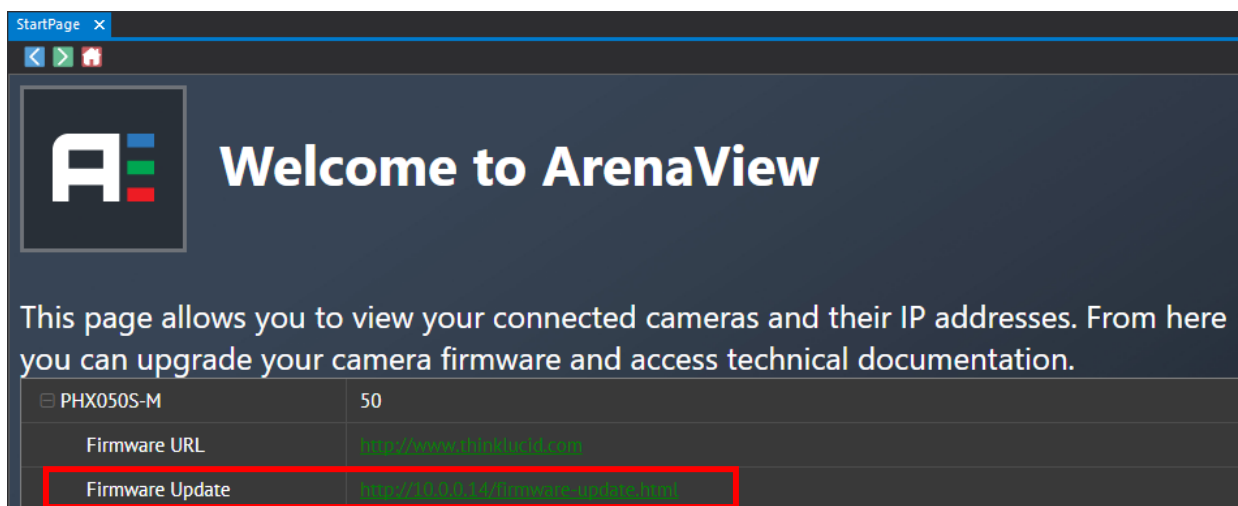 StartPage
Welcome to ArenaView
This page allows you to view your connected cameras and their IP addresses. From here
you can upgrade your camera firmware and access technical documentation.
PHX050S-M 50
Firmware URL http://www.thinklucid.com
Firmware Update http://10.0.0.14/firmware-update.html